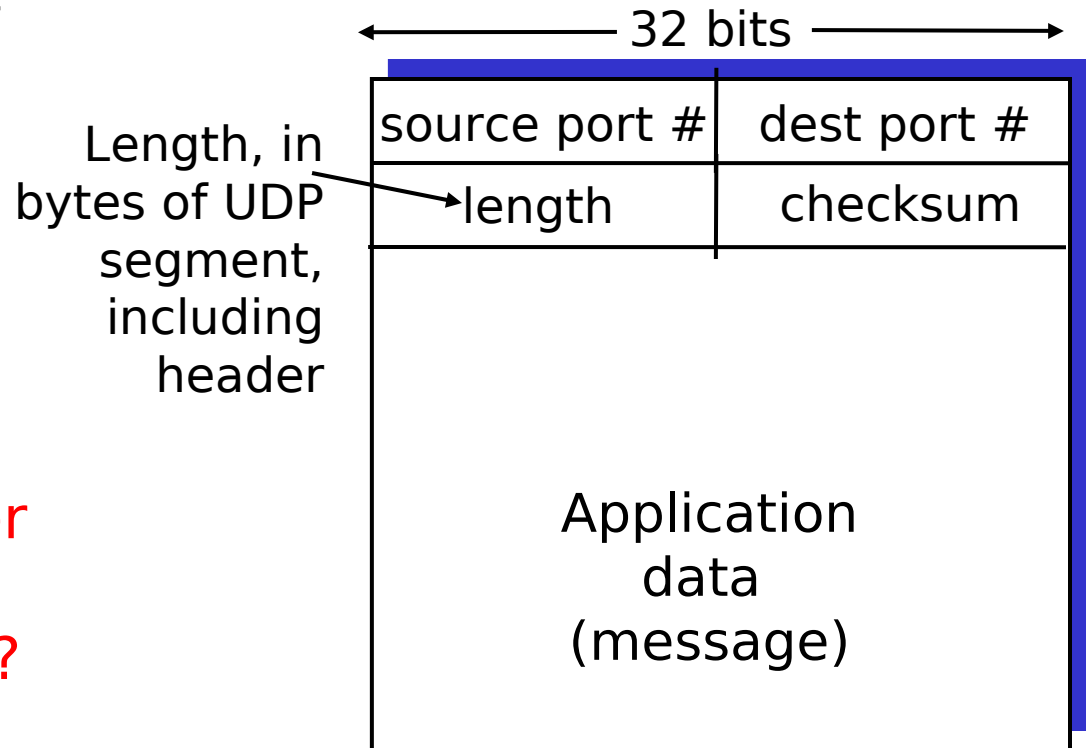 32 bits
source port # dest port #
length checksum
Length, in
bytes of UDP
segment,
including
header
Application
data
(message)
?